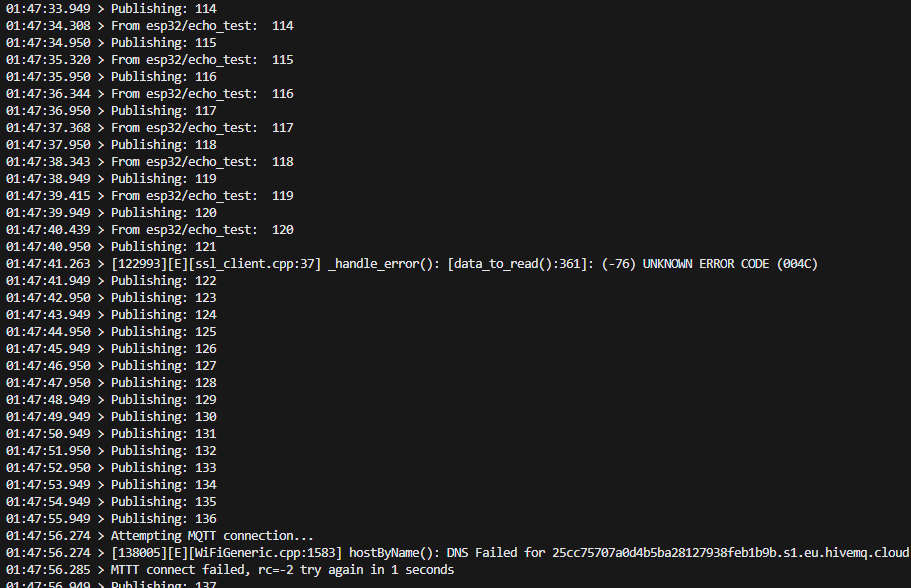 01:47:33.949 > Publishing: 114
01:47:34.308 > From esp32/echo_test:  114
01:47:34.950 > Publishing: 115
01:47:35.320 > From esp32/echo_test:  115
01:47:35.950 > Publishing: 116
01:47:36.344 > From esp32/echo_test:  116
01:47:36.950 > Publishing: 117
01:47:37.368 > From esp32/echo_test:  117
01:47:37.950 > Publishing: 118
01:47:38.343 > From esp32/echo_test:  118
01:47:38.949 > Publishing: 119
01:47:39.415 > From esp32/echo_test:  119
01:47:39.949 > Publishing: 120
01:47:40.439 > From esp32/echo_test:  120
01:47:40.950 > Publishing: 121
01:47:41.263 > [122993][E][ssl_client.cpp:37] _handle_error(): [data_to_read():361]: (-76) UNKNOWN ERROR CODE (004C)
01:47:41.949 > Publishing: 122
01:47:42.950 > Publishing: 123
01:47:43.949 > Publishing: 124
01:47:44.950 > Publishing: 125
01:47:45.949 > Publishing: 126
01:47:46.950 > Publishing: 127
01:47:47.950 > Publishing: 128
01:47:48.949 > Publishing: 129
01:47:49.949 > Publishing: 130
01:47:50.949 > Publishing: 131
01:47:51.950 > Publishing: 132
01:47:52.950 > Publishing: 133
01:47:53.949 > Publishing: 134
01:47:54.949 > Publishing: 135
01:47:55.949 > Publishing: 136
01:47:56.274 > Attempting MQTT connection...
01:47:56.274 > [138005][E][WiFiGeneric.cpp:1583] hostByName(): DNS Failed for 25cc75707a0d4b5ba28127938feb1b9b.s1.eu.hivemq.cloud
01:47:56.285 > MTTT connect failed, rc=-2 try again in 1 seconds
01:47:56.949 > Publishing: 137